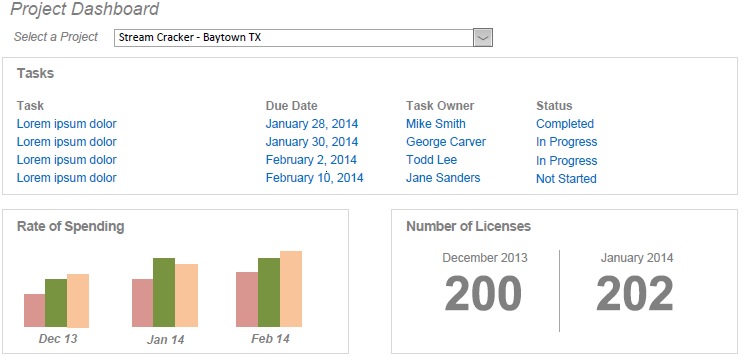 Project Dashboard
Select a Project Stream Cracker - Baytown TX
Tasks
Task Due Date Task Owner Status
Lorem ipsum dolor January 28, 2014 Mike Smith Completed
Lorem ipsum dolor January 30, 2014 George Carver In Progress
Lorem ipsum dolor February 2, 2014 Todd Lee In Progress
Lorem ipsum dolor February 10, 2014 Jane Sanders Not Started
Rate of Spending
Dec 13 Jan 14 Feb 14
Number of Licenses
December 2013 January 2014
200 202